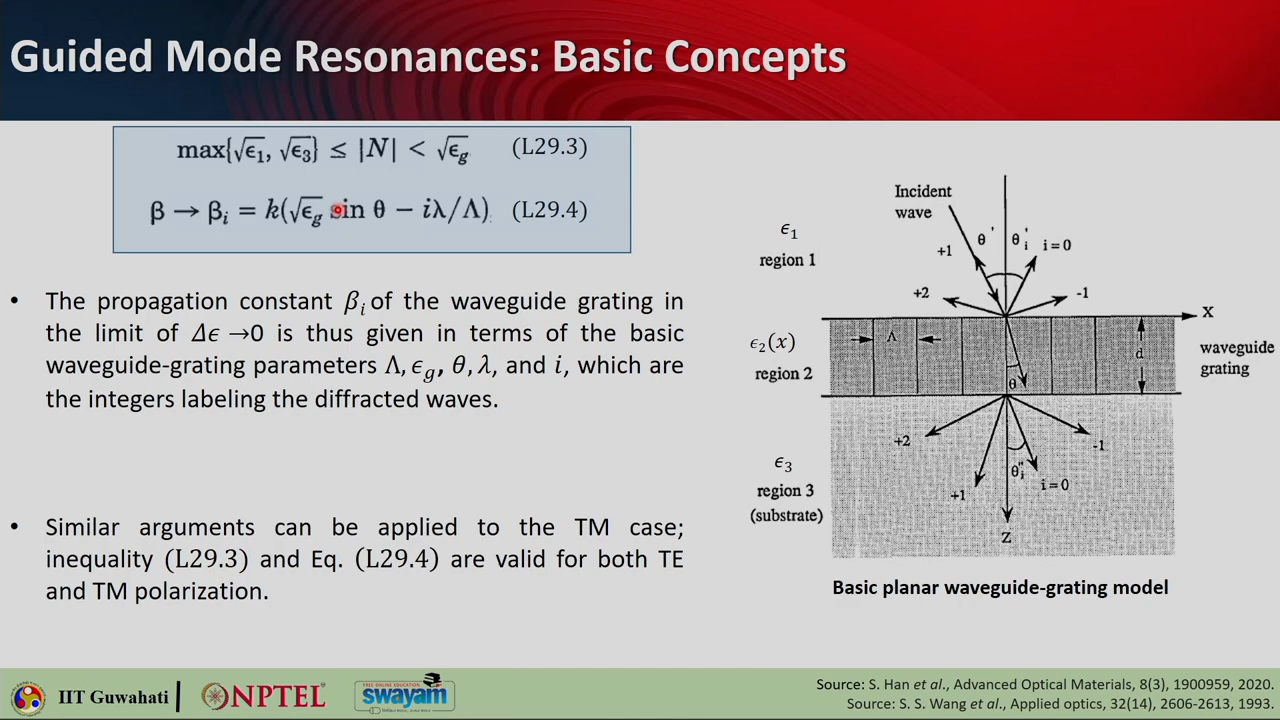 Guided Mode Resonances: Basic Concepts
max{√ϵ₁, √ϵ₃} ≤ |N| < √ϵg (L29.3)
β → βᵢ = k(√ϵg sin θ − iλ/Λ) (L29.4)
• The propagation constant βᵢ of the waveguide grating in
the limit of Δϵ →0 is thus given in terms of the basic
waveguide-grating parameters Λ, ϵg, θ, λ, and i, which are
the integers labeling the diffracted waves.
• Similar arguments can be applied to the TM case;
inequality (L29.3) and Eq. (L29.4) are valid for both TE
and TM polarization.
Incident
wave
θ' θᵢ' i=0
+1
+2 -1
ϵ₁
region 1
x
Λ
d
θ
ϵ₂(x)
region 2
waveguide
grating
+2 -1
θᵢ''
+1 i=0
z
ϵ₃
region 3
(substrate)
Basic planar waveguide-grating model
IIT Guwahati
NPTEL
FREE ONLINE EDUCATION
swayam
Source: S. Han et al., Advanced Optical Materials, 8(3), 1900959, 2020.
Source: S. S. Wang et al., Applied optics, 32(14), 2606-2613, 1993.